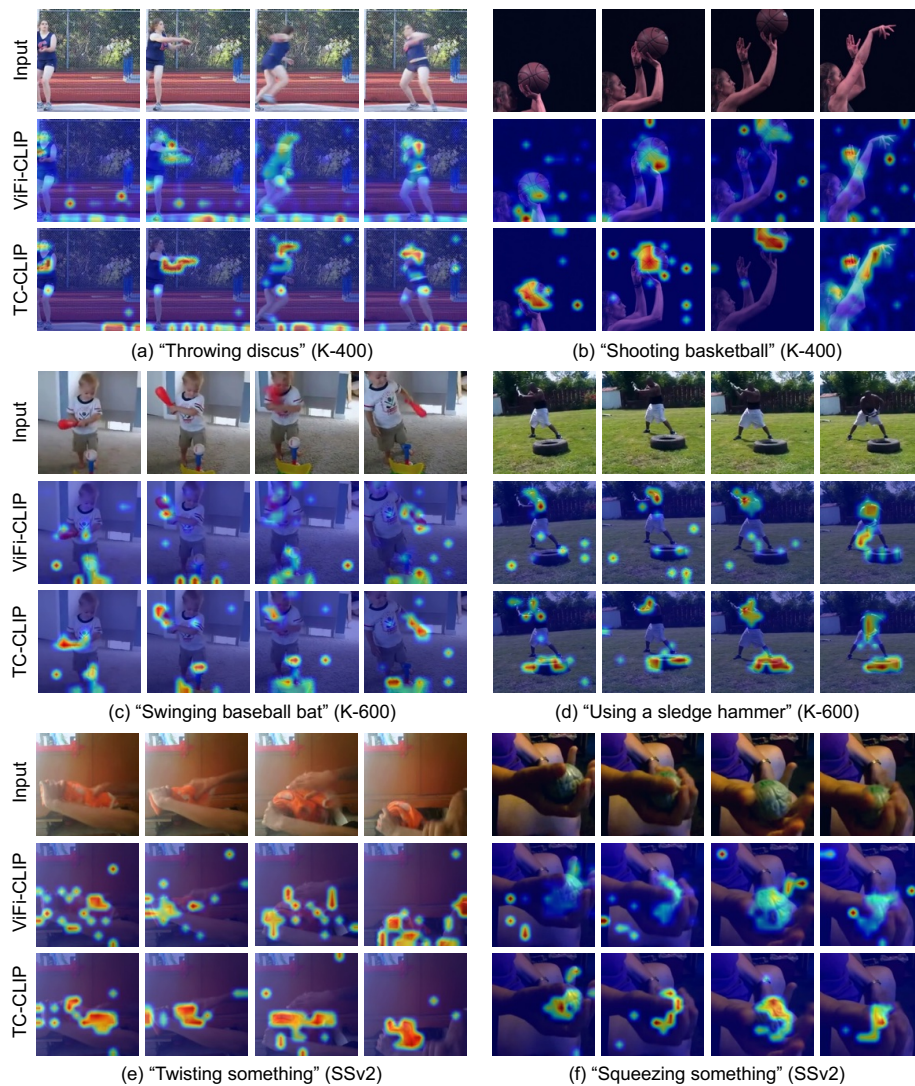 Input
ViFi-CLIP
TC-CLIP
(a) “Throwing discus” (K-400)
(b) “Shooting basketball” (K-400)
Input
ViFi-CLIP
TC-CLIP
(c) “Swinging baseball bat” (K-600)
(d) “Using a sledge hammer” (K-600)
Input
ViFi-CLIP
TC-CLIP
(e) “Twisting something” (SSv2)
(f) “Squeezing something” (SSv2)